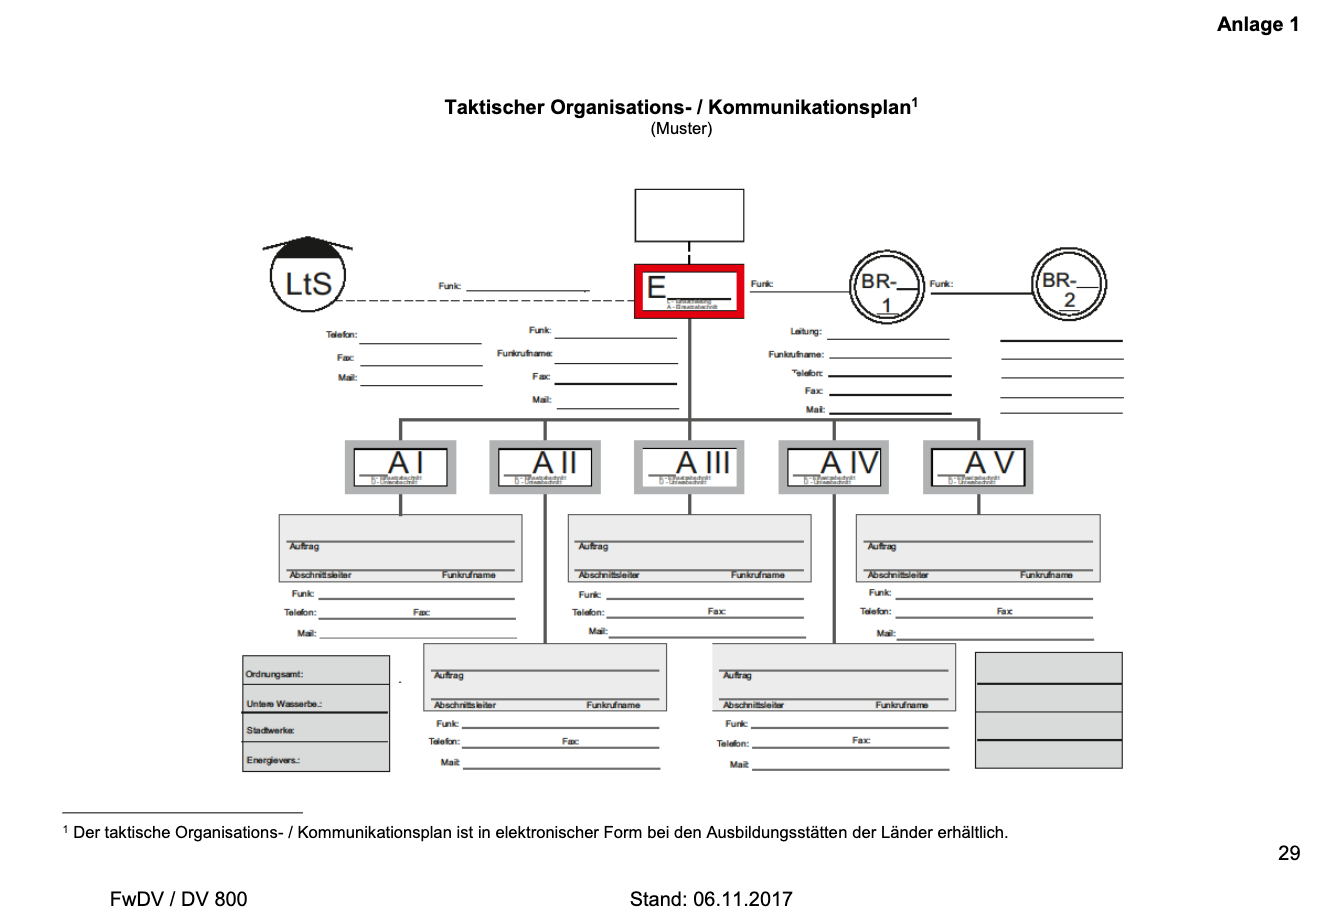 Anlage 1
Taktischer Organisations- / Kommunikationsplan1
(Muster)
LtS
Funk:
E
Funk:
BR-
1
Funk:
BR-
2
Telefon:
Fax:
Mail:
Funk:
Funkrufname:
Fax:
Mail:
Leitung:
Funkrufname:
Telefon:
Fax:
Mail:
A I
A II
A III
A IV
A V
Auftrag
Abschnittsleiter Funkrufname
Funk:
Telefon: Fax:
Mail:
Auftrag
Abschnittsleiter Funkrufname
Funk:
Telefon: Fax:
Mail:
Auftrag
Abschnittsleiter Funkrufname
Funk:
Telefon: Fax:
Mail:
Ordnungsamt:
Untere Wasserbe.:
Stadtwerke:
Energievers.:
Auftrag
Abschnittsleiter Funkrufname
Funk:
Telefon: Fax:
Mail:
Auftrag
Abschnittsleiter Funkrufname
Funk:
Telefon: Fax:
Mail:
1 Der taktische Organisations- / Kommunikationsplan ist in elektronischer Form bei den Ausbildungsstätten der Länder erhältlich.
29
FwDV / DV 800 Stand: 06.11.2017